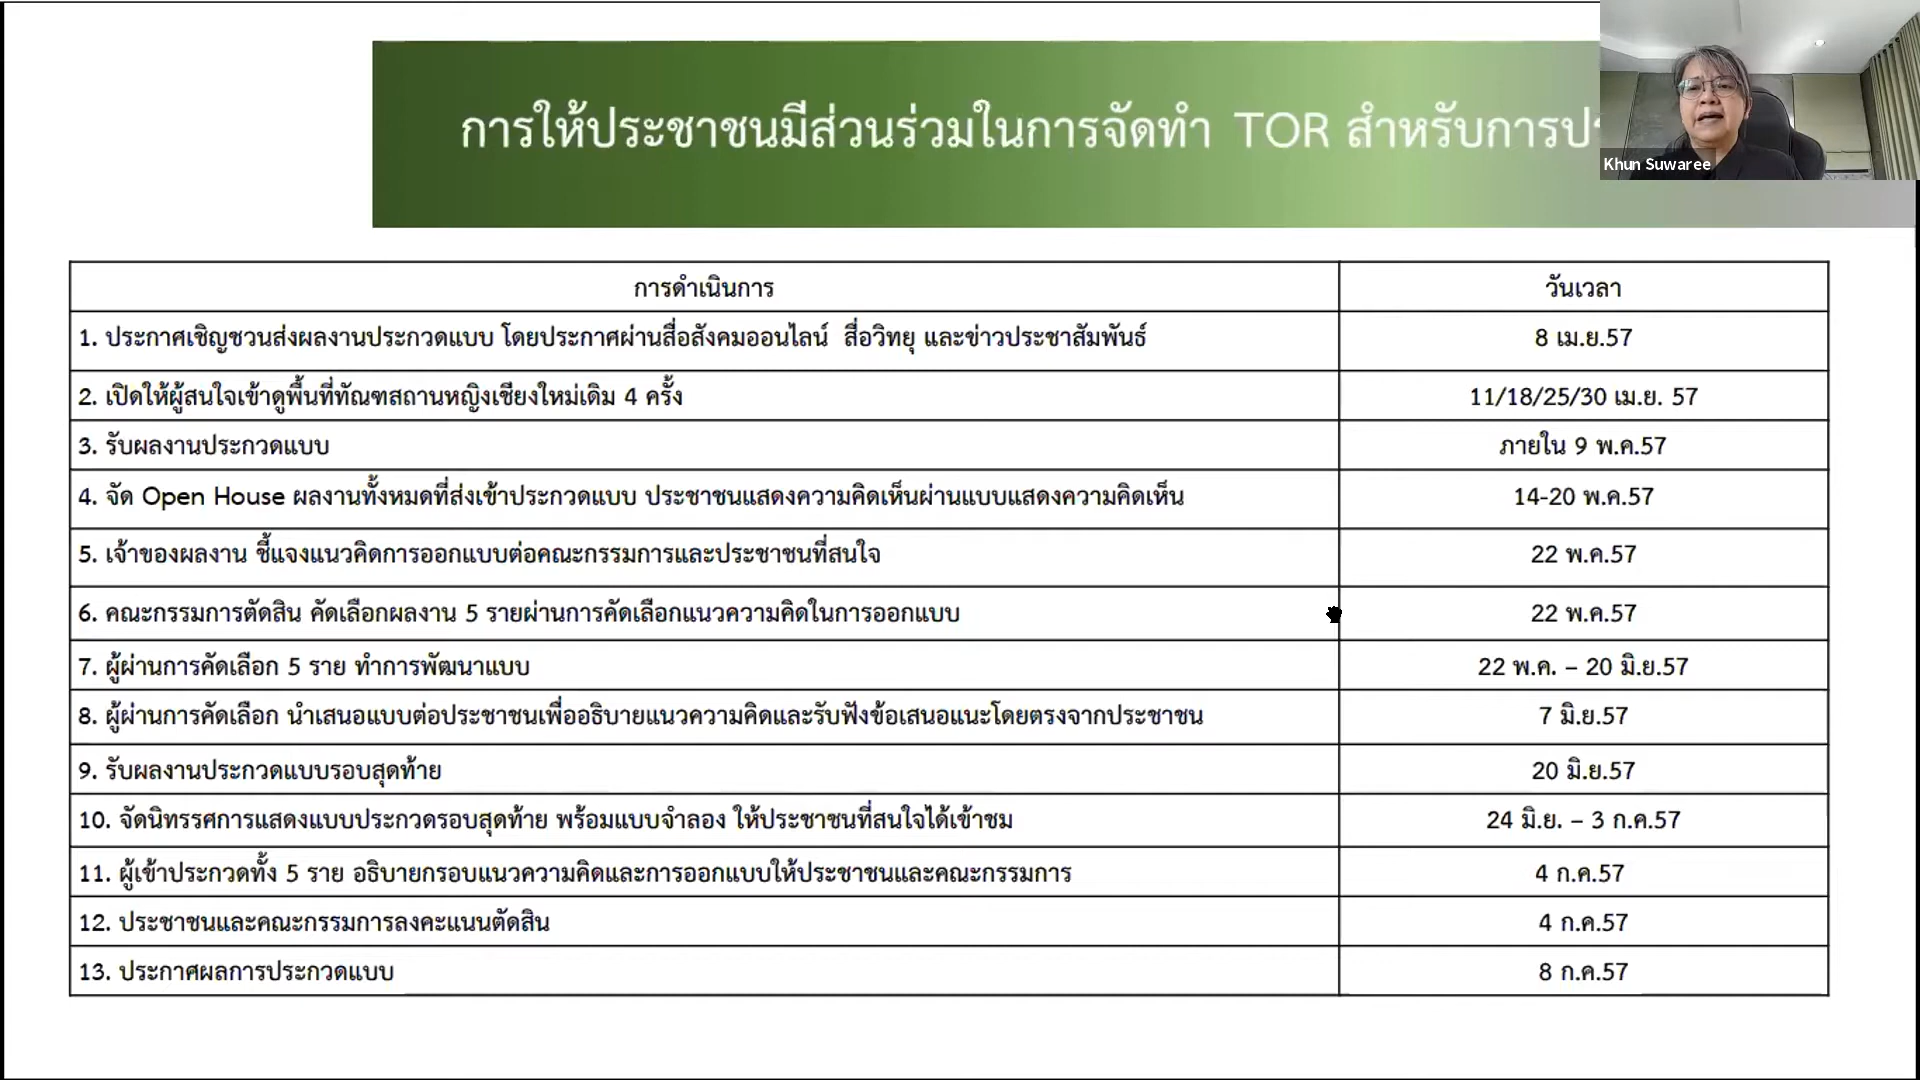 การให้ประชาชนมีส่วนร่วมในการจัดทำ TOR สำหรับการ
Khun Suwaree
การดำเนินการ วันเวลา
1. ประกาศเชิญชวนส่งผลงานประกวดแบบ โดยประกาศผ่านสื่อสังคมออนไลน์ สื่อวิทยุ และข่าวประชาสัมพันธ์ 8 เม.ย.57
2. เปิดให้ผู้สนใจเข้าดูพื้นที่ทัณฑสถานหญิงเชียงใหม่เดิม 4 ครั้ง 11/18/25/30 เม.ย. 57
3. รับผลงานประกวดแบบ ภายใน 9 พ.ค.57
4. จัด Open House ผลงานทั้งหมดที่ส่งเข้าประกวดแบบ ประชาชนแสดงความคิดเห็นผ่านแบบแสดงความคิดเห็น 14-20 พ.ค.57
5. เจ้าของผลงาน ชี้แจงแนวคิดการออกแบบต่อคณะกรรมการและประชาชนที่สนใจ 22 พ.ค.57
6. คณะกรรมการตัดสิน คัดเลือกผลงาน 5 รายผ่านการคัดเลือกแนวความคิดในการออกแบบ 22 พ.ค.57
7. ผู้ผ่านการคัดเลือก 5 ราย ทำการพัฒนาแบบ 22 พ.ค. – 20 มิ.ย.57
8. ผู้ผ่านการคัดเลือก นำเสนอแบบต่อประชาชนเพื่ออธิบายแนวความคิดและรับฟังข้อเสนอแนะโดยตรงจากประชาชน 7 มิ.ย.57
9. รับผลงานประกวดแบบรอบสุดท้าย 20 มิ.ย.57
10. จัดนิทรรศการแสดงแบบประกวดรอบสุดท้าย พร้อมแบบจำลอง ให้ประชาชนที่สนใจได้เข้าชม 24 มิ.ย. – 3 ก.ค.57
11. ผู้เข้าประกวดทั้ง 5 ราย อธิบายกรอบแนวความคิดและการออกแบบให้ประชาชนและคณะกรรมการ 4 ก.ค.57
12. ประชาชนและคณะกรรมการลงคะแนนตัดสิน 4 ก.ค.57
13. ประกาศผลการประกวดแบบ 8 ก.ค.57